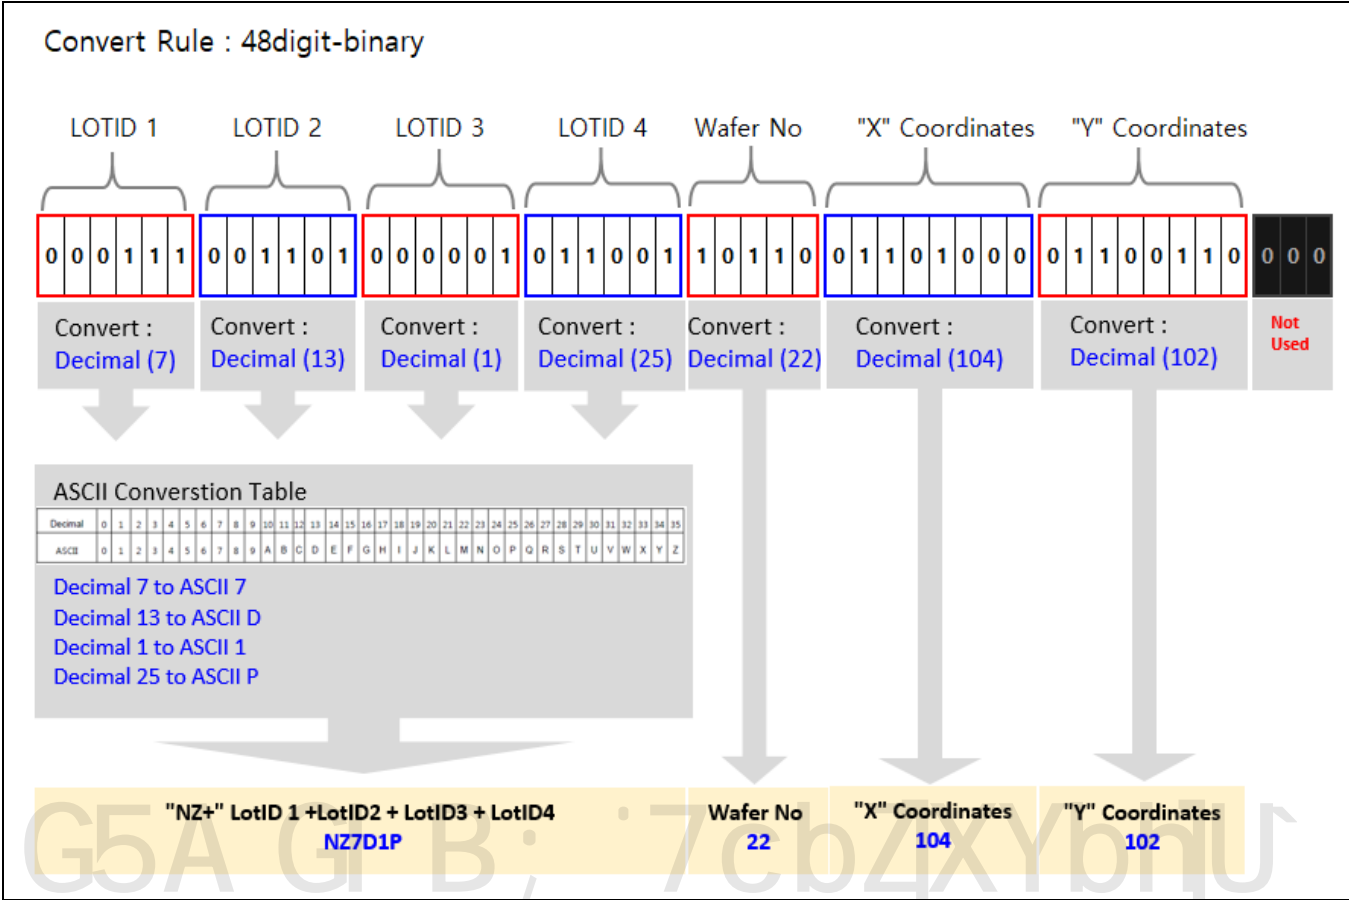 Convert Rule : 48digit-binary
LOTID 1 LOTID 2 LOTID 3 LOTID 4 Wafer No "X" Coordinates "Y" Coordinates
0 0 0 1 1 1 0 0 1 1 0 1 0 0 0 0 0 1 0 1 1 0 0 1 1 0 1 1 0 0 1 1 0 1 0 0 0 0 1 1 0 0 1 1 0 0 0 0
Convert : Convert : Convert : Convert : Convert : Convert : Convert : Not
Decimal (7) Decimal (13) Decimal (1) Decimal (25) Decimal (22) Decimal (104) Decimal (102) Used
ASCII Converstion Table
Decimal 0 1 2 3 4 5 6 7 8 9 10 11 12 13 14 15 16 17 18 19 20 21 22 23 24 25 26 27 28 29 30 31 32 33 34 35
ASCII 0 1 2 3 4 5 6 7 8 9 A B C D E F G H I J K L M N O P Q R S T U V W X Y Z
Decimal 7 to ASCII 7
Decimal 13 to ASCII D
Decimal 1 to ASCII 1
Decimal 25 to ASCII P
"NZ+" LotID 1 +LotID2 + LotID3 + LotID4 Wafer No "X" Coordinates "Y" Coordinates
NZ7D1P 22 104 102